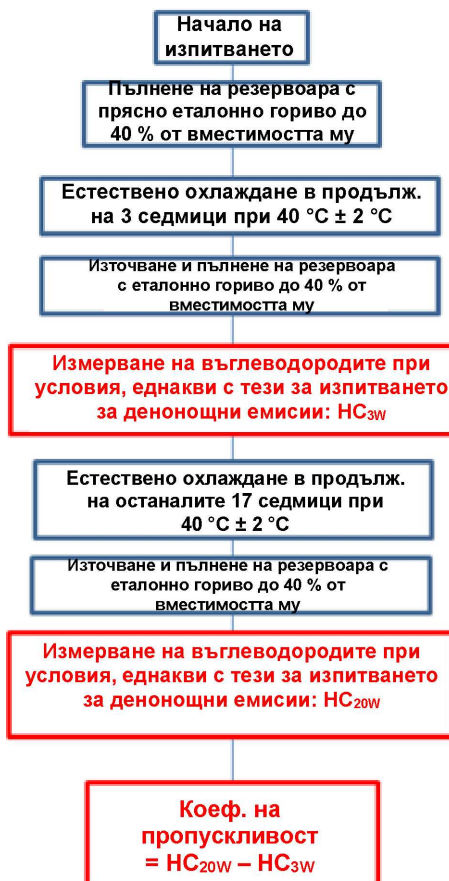 Начало на
изпитването
Пълнене на резервоара с
прясно еталонно гориво до
40 % от вместимостта му
Естествено охлаждане в продълж.
на 3 седмици при 40 °C ± 2 °C
Източване и пълнене на резервоара
с еталонно гориво до 40 % от
вместимостта му
Измерване на въглеводородите при
условия, еднакви с тези за изпитването
за денонощни емисии: HC3W
Естествено охлаждане в продълж.
на останалите 17 седмици при
40 °C ± 2 °C
Източване и пълнене на резервоара с
еталонно гориво до 40 % от
вместимостта му
Измерване на въглеводородите при
условия, еднакви с тези за изпитването
за денонощни емисии: HC20W
Коеф. на
пропускливост
= HC20W – HC3W